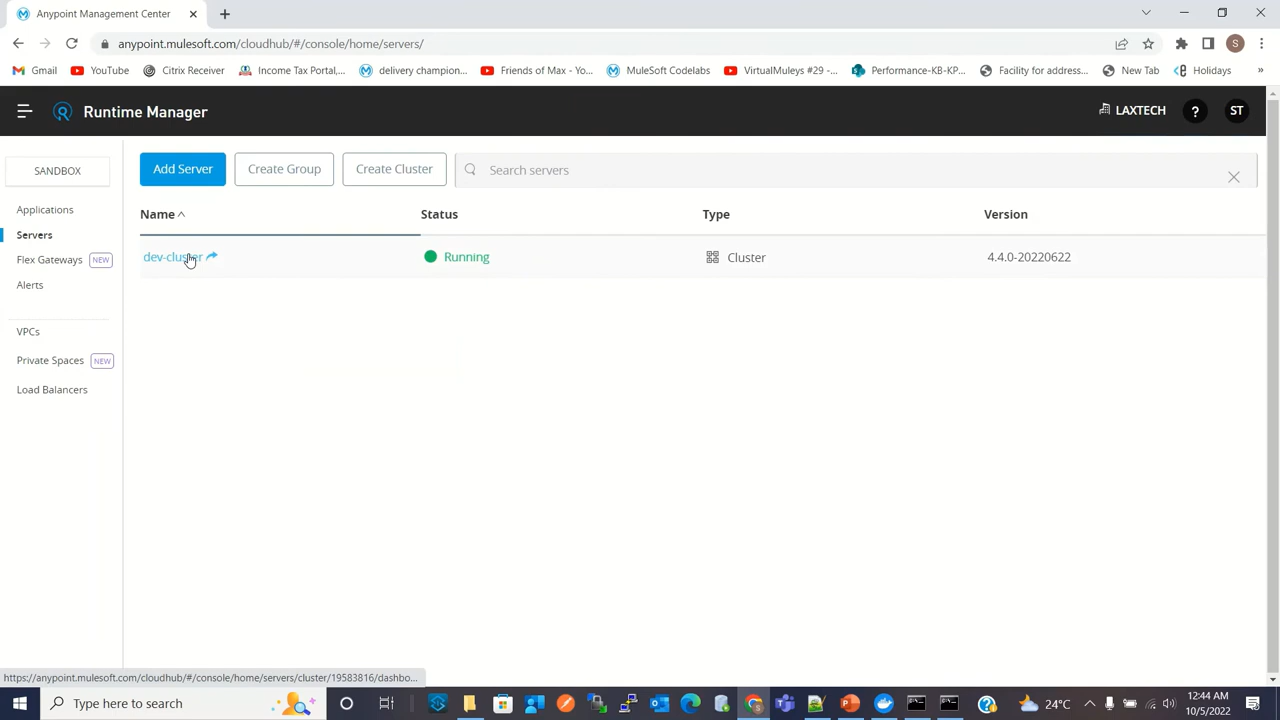 Anypoint Management Center
anypoint.mulesoft.com/cloudhub/#/console/home/servers/
S
Gmail YouTube Citrix Receiver Income Tax Portal,... delivery champion... Friends of Max - Yo... MuleSoft Codelabs VirtualMuleys #29 -... Performance-KB-KP... Facility for address... New Tab Holidays »
Runtime Manager LAXTECH ? ST
SANDBOX
Applications
Servers
Flex Gateways NEW
Alerts
VPCs
Private Spaces NEW
Load Balancers
Add Server Create Group Create Cluster Search servers
Name Status Type Version
dev-cluster Running Cluster 4.4.0-20220622
https://anypoint.mulesoft.com/cloudhub/#/console/home/servers/cluster/19583816/dashbo...
Type here to search 24°C 12:44 AM
10/5/2022